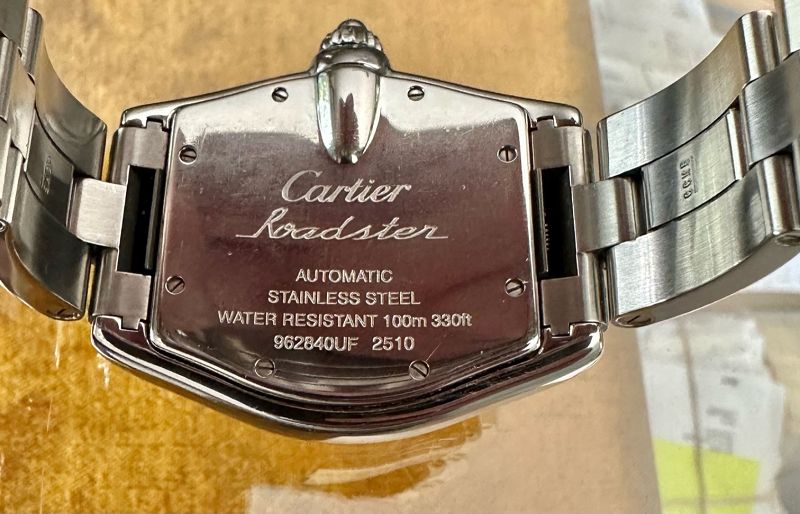 Cartier
Roadster
AUTOMATIC
STAINLESS STEEL
WATER RESISTANT 100m 330ft
962840UF 2510